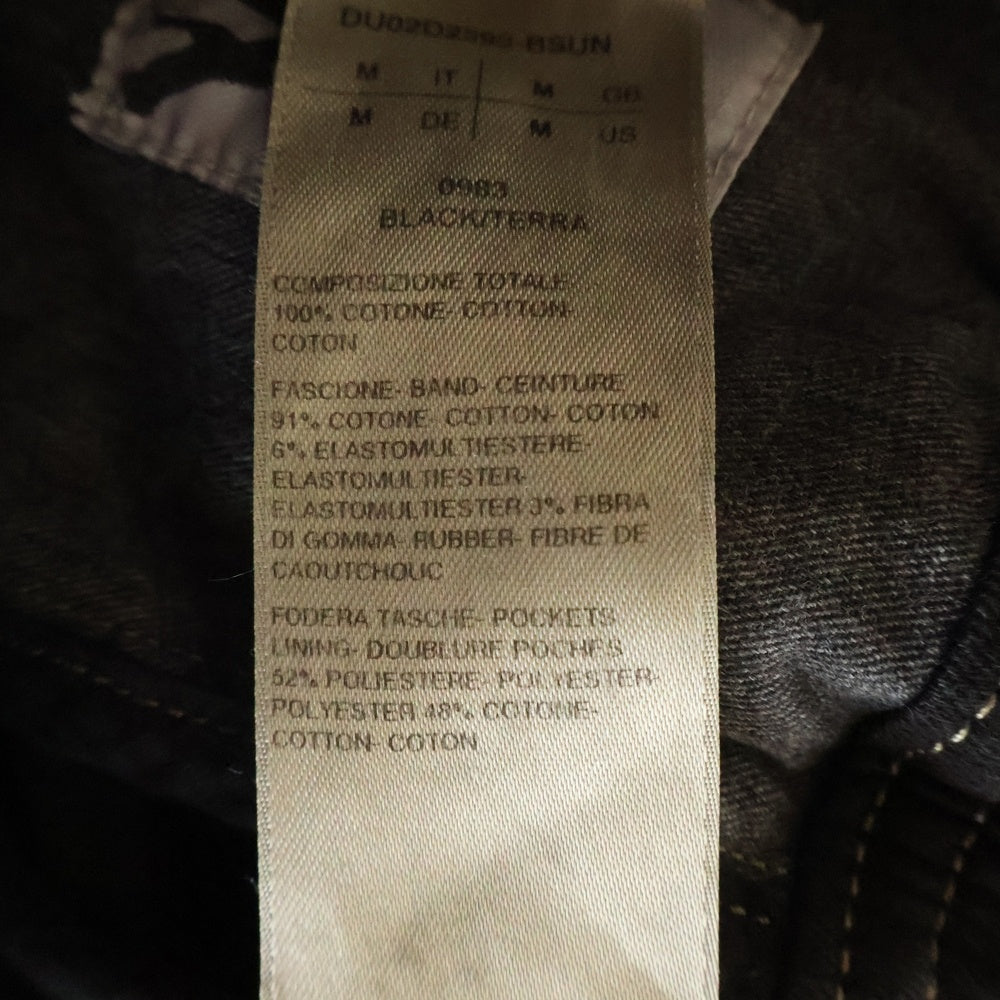 BSUN
M IT M GB
M DE M US
0983
BLACK/TERRA
COMPOSIZIONE TOTALE
100% COTONE- COTTON-
COTON
FASCIONE- BAND- CEINTURE
91% COTONE- COTTON- COTON
6% ELASTOMULTIESTERE-
ELASTOMULTIESTER-
ELASTOMULTIESTER 3% FIBRA
DI GOMMA- RUBBER- FIBRE DE
CAOUTCHOUC
FODERA TASCHE- POCKETS
LINING- DOUBLURE POCHES
52% POLIESTERE- POLYESTER-
POLYESTER 48% COTONE-
COTTON- COTON